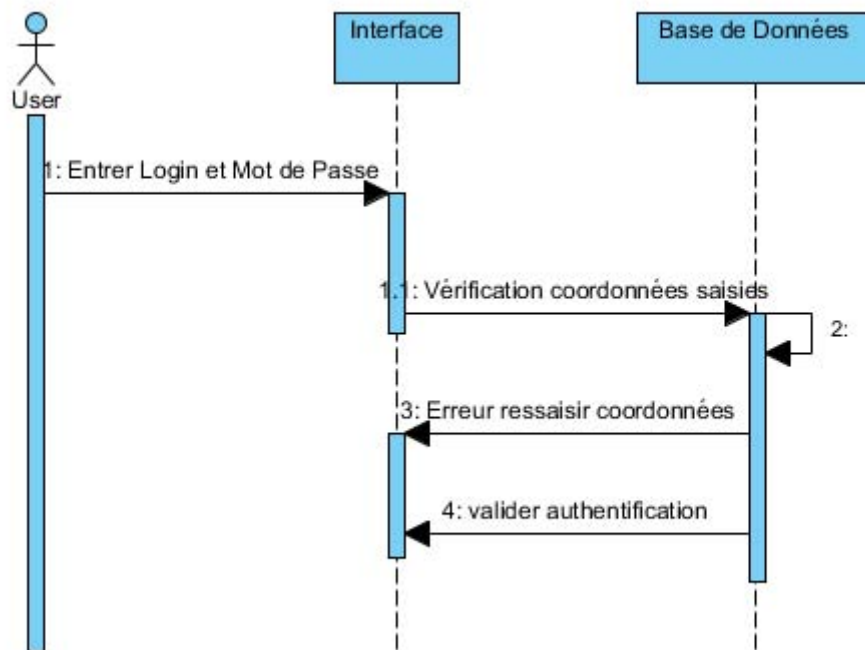 Interface
Base de Données
User
1: Entrer Login et Mot de Passe
1.1: Vérification coordonnées saisies
2:
3: Erreur ressaisir coordonnées
4: valider authentification